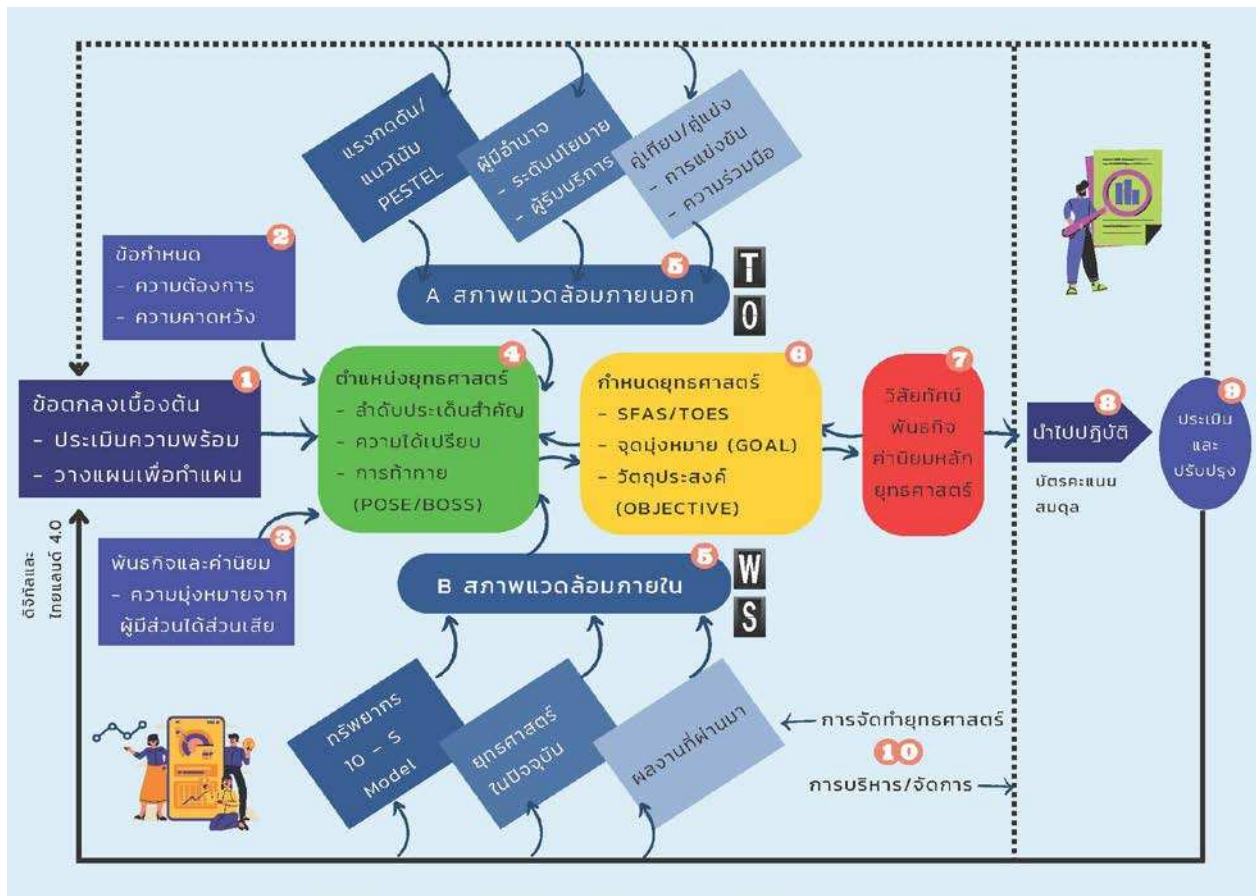 แรงกดดัน/
แนวโน้ม
PESTEL
ผู้มีอำนาจ
- ระดับนโยบาย
- ผู้รับบริการ
คู่เทียบ/คู่แข่ง
- การแข่งขัน
- ความร่วมมือ
2
ข้อกำหนด
- ความต้องการ
- ความคาดหวัง
5
A สภาพแวดล้อมภายนอก
T
O
1
ข้อตกลงเบื้องต้น
- ประเมินความพร้อม
- วางแผนเพื่อทำแผน
4
ตำแหน่งยุทธศาสตร์
- ลำดับประเด็นสำคัญ
- ความได้เปรียบ
- การท้าทาย
(POSE/BOSS)
6
กำหนดยุทธศาสตร์
- SFAS/TOES
- จุดมุ่งหมาย (GOAL)
- วัตถุประสงค์
(OBJECTIVE)
7
วิสัยทัศน์
พันธกิจ
ค่านิยมหลัก
ยุทธศาสตร์
8
นำไปปฏิบัติ
บัตรคะแนน
สมดุล
9
ประเมิน
และ
ปรับปรุง
3
พันธกิจและค่านิยม
- ความมุ่งหมายจาก
ผู้มีส่วนได้ส่วนเสีย
ดิจิทัลและ
ไทยแลนด์ 4.0
5
B สภาพแวดล้อมภายใน
W
S
ทรัพยากร
10 - S
Model
ยุทธศาสตร์
ในปัจจุบัน
ผลงานที่ผ่านมา
การจัดทำยุทธศาสตร์
10
การบริหาร/จัดการ